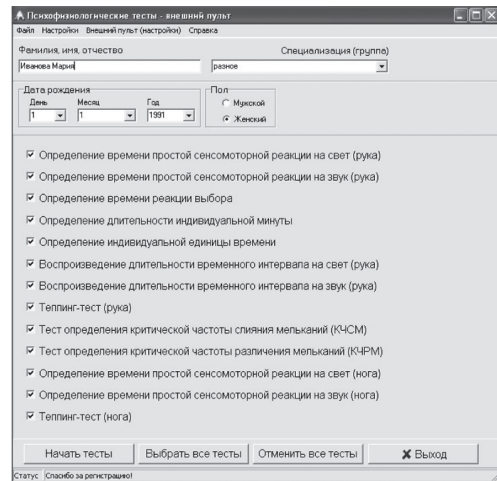 Психофизиологические тесты - внешний пульт
Файл Настройки Внешний пульт (настройки) Справка
Фамилия, имя, отчество Специализация (группа)
Иванова Мария разное
Дата рождения Пол
День Месяц Год Мужской
1 1 1991 Женский
Определение времени простой сенсомоторной реакции на свет (рука)
Определение времени простой сенсомоторной реакции на звук (рука)
Определение времени реакции выбора
Определение длительности индивидуальной минуты
Определение индивидуальной единицы времени
Воспроизведение длительности временного интервала на свет (рука)
Воспроизведение длительности временного интервала на звук (рука)
Теппинг-тест (рука)
Тест определения критической частоты слияния мельканий (КЧСМ)
Тест определения критической частоты различения мельканий (КЧРМ)
Определение времени простой сенсомоторной реакции на свет (нога)
Определение времени простой сенсомоторной реакции на звук (нога)
Теппинг-тест (нога)
Начать тесты Выбрать все тесты Отменить все тесты Выход
Статус Спасибо за регистрацию!